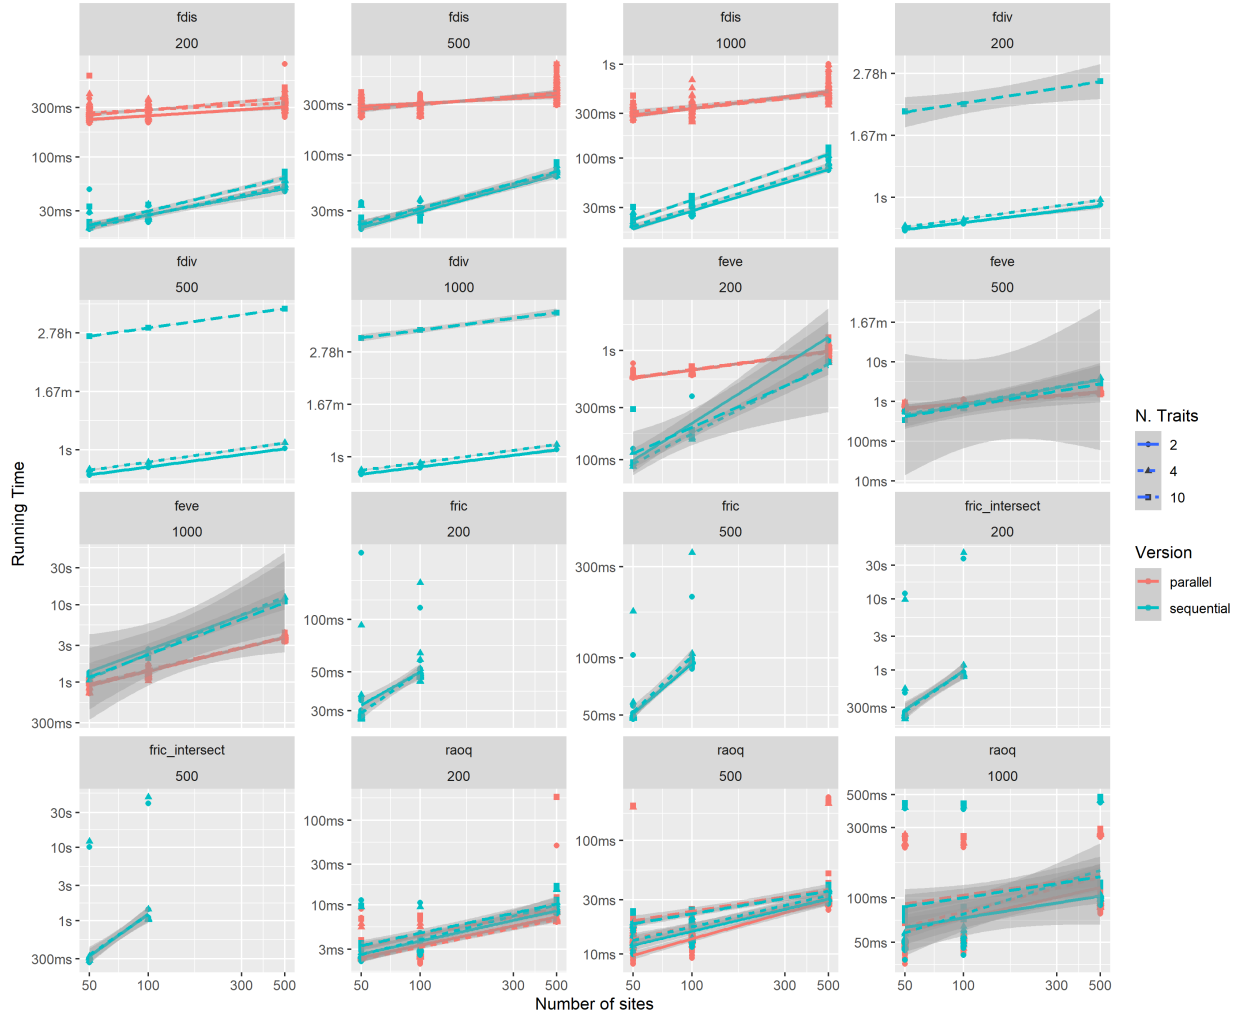 fdis
200
fdis
500
fdis
1000
fdiv
200
300ms
100ms
30ms
300ms
100ms
30ms
1s
300ms
100ms
30ms
2.78h
1.67m
1s
fdiv
500
fdiv
1000
feve
200
feve
500
2.78h
1.67m
1s
2.78h
1.67m
1s
1s
300ms
100ms
1.67m
10s
1s
100ms
10ms
feve
1000
fric
200
fric
500
fric_intersect
200
30s
10s
3s
1s
300ms
100ms
50ms
30ms
300ms
100ms
50ms
30s
10s
3s
1s
300ms
fric_intersect
500
raoq
200
raoq
500
raoq
1000
30s
10s
3s
1s
300ms
100ms
30ms
10ms
3ms
100ms
30ms
10ms
500ms
300ms
100ms
50ms
50 100 300 500
50 100 300 500
50 100 300 500
50 100 300 500
Number of sites
Running Time
N. Traits
2
4
10
Version
parallel
sequential